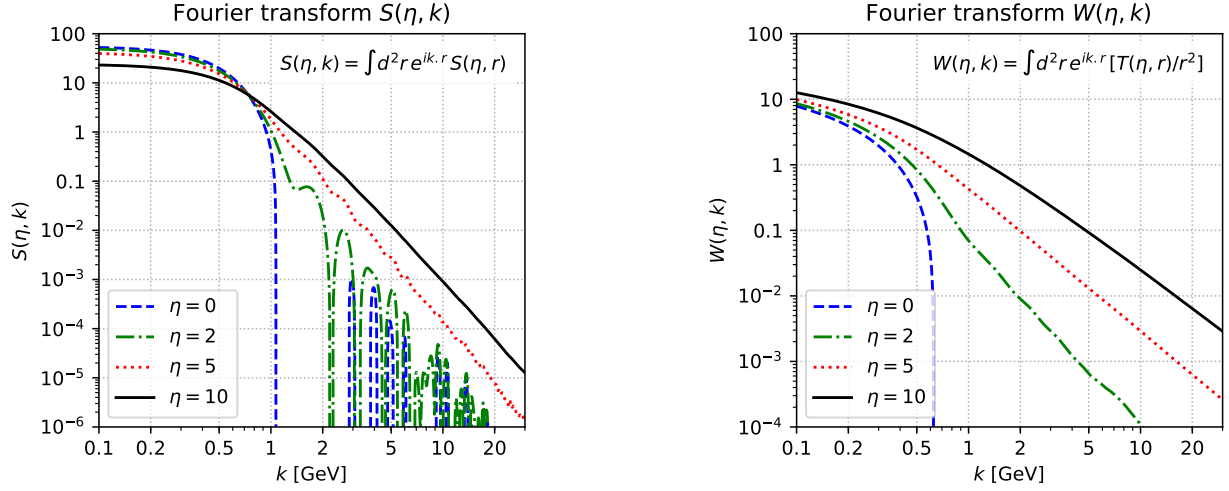 Fourier transform S(η, k)
S(η, k) = ∫d²r e^{ik·r} S(η, r)
S(η, k)
100
10
1
0.1
10⁻²
10⁻³
10⁻⁴
10⁻⁵
10⁻⁶
η = 0
η = 2
η = 5
η = 10
0.1 0.2 0.5 1 2 5 10 20
k [GeV]
Fourier transform W(η, k)
W(η, k) = ∫d²r e^{ik·r} [T(η, r)/r²]
W(η, k)
100
10
1
0.1
10⁻²
10⁻³
10⁻⁴
η = 0
η = 2
η = 5
η = 10
0.1 0.2 0.5 1 2 5 10 20
k [GeV]